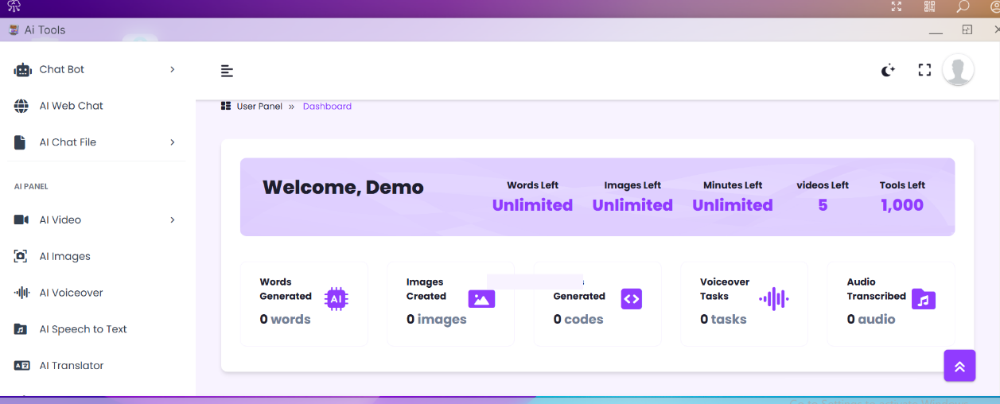 Ai Tools
Chat Bot
AI Web Chat
AI Chat File
AI PANEL
AI Video
AI Images
AI Voiceover
AI Speech to Text
AI Translator
User Panel » Dashboard
Welcome, Demo
Words Left
Unlimited
Images Left
Unlimited
Minutes Left
Unlimited
videos Left
5
Tools Left
1,000
Words
Generated
AI
0 words
Images
Created
0 images
Generated
0 codes
Voiceover
Tasks
0 tasks
Audio
Transcribed
0 audio